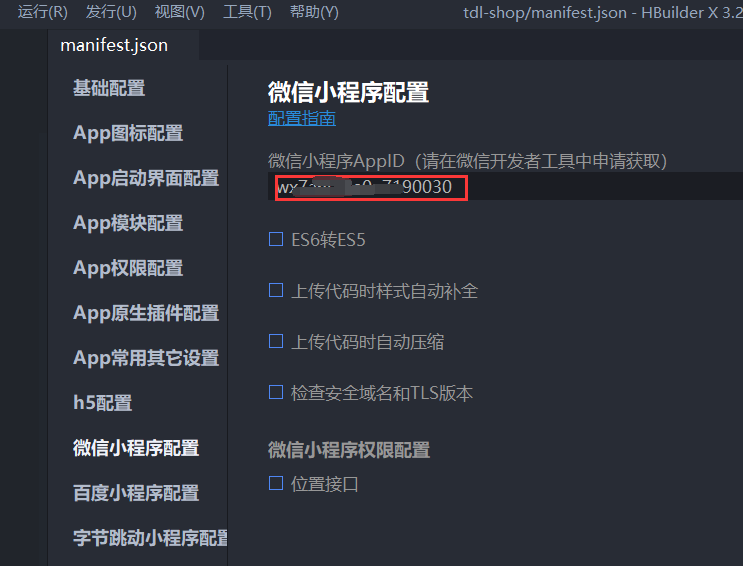 运行(R) 发行(U) 视图(V) 工具(T) 帮助(Y) tdl-shop/manifest.json - HBuilder X 3.2
manifest.json
基础配置
App图标配置
App启动界面配置
App模块配置
App权限配置
App原生插件配置
App常用其它设置
h5配置
微信小程序配置
百度小程序配置
字节跳动小程序配置
微信小程序配置
配置指南
微信小程序AppID（请在微信开发者工具中申请获取）
7190030
ES6转ES5
上传代码时样式自动补全
上传代码时自动压缩
检查安全域名和TLS版本
微信小程序权限配置
位置接口